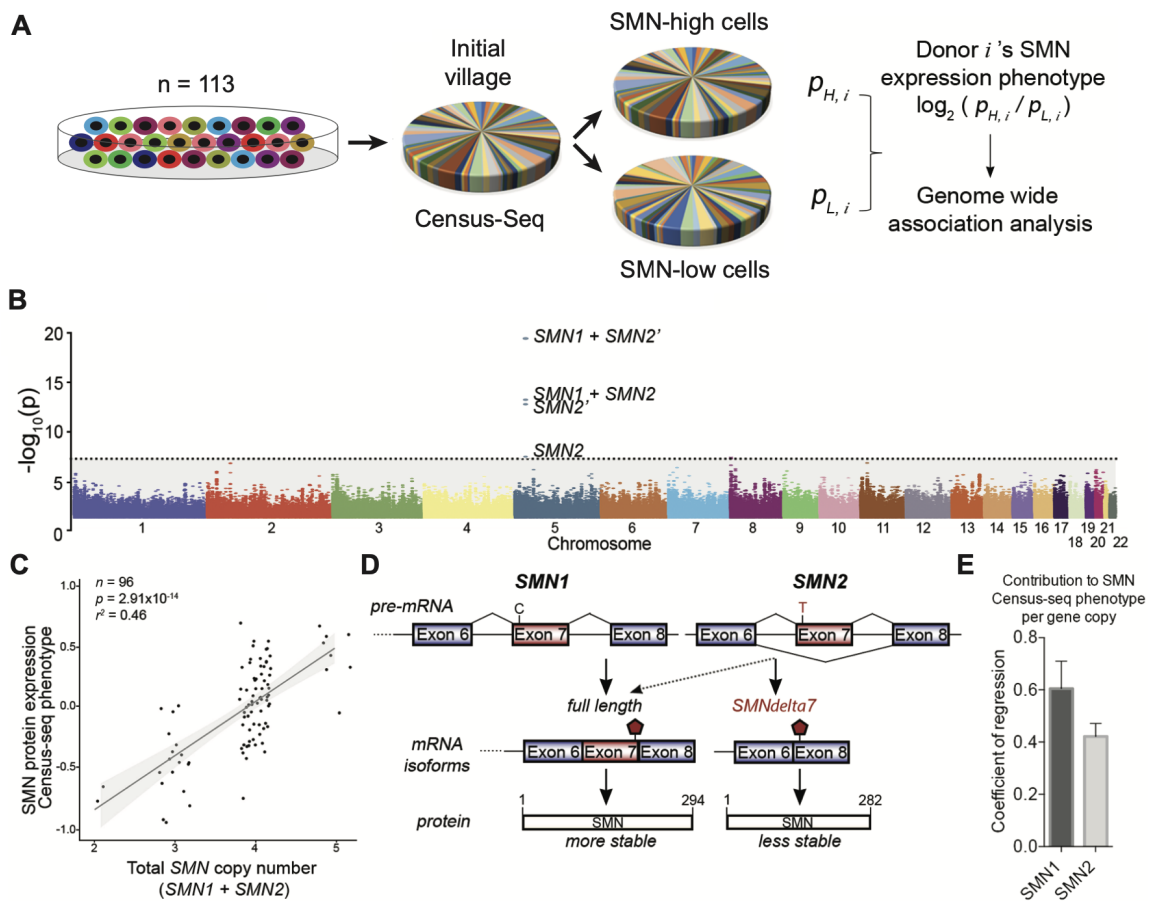 A
n = 113
Initial
village
Census-Seq
SMN-high cells
SMN-low cells
pH, i
pL, i
Donor i 's SMN
expression phenotype
log2 ( pH, i / pL, i)
Genome wide
association analysis
B
-log10(p)
20
15
10
5
0
SMN1 + SMN2'
SMN1 + SMN2
SMN2'
SMN2
1 2 3 4 5 6 7 8 9 10 11 12 13 14 15 16 17 18 19 20 21 22
Chromosome
C
n = 96
p = 2.91x10-14
r2 = 0.46
SMN protein expression
Census-seq phenotype
1.0
0.5
0.0
-0.5
-1.0
2 3 4 5
Total SMN copy number
(SMN1 + SMN2)
D
SMN1
SMN2
pre-mRNA
C
T
Exon 6 Exon 7 Exon 8
Exon 6 Exon 7 Exon 8
full length
SMNdelta7
mRNA
isoforms
Exon 6 Exon 7 Exon 8
Exon 6 Exon 8
1 294
1 282
protein
SMN
SMN
more stable
less stable
E
Contribution to SMN
Census-seq phenotype
per gene copy
Coefficient of regression
0.8
0.6
0.4
0.2
0.0
SMN1
SMN2